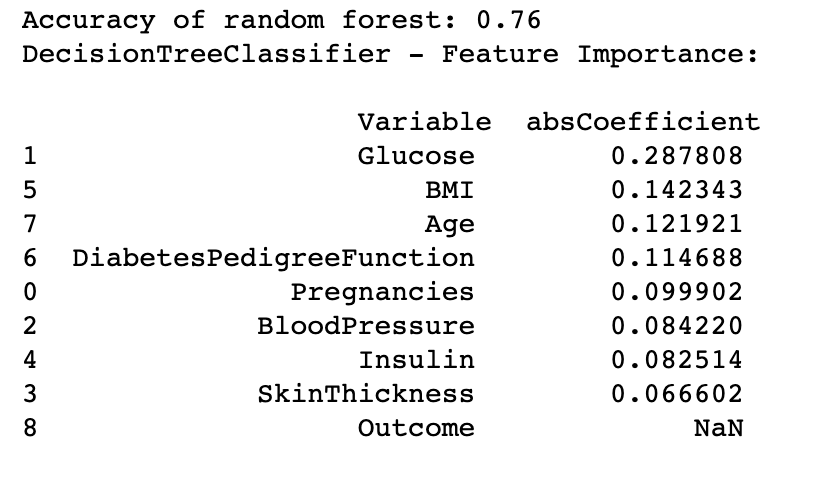 Accuracy of random forest: 0.76
DecisionTreeClassifier - Feature Importance:
Variable absCoefficient
1 Glucose 0.287808
5 BMI 0.142343
7 Age 0.121921
6 DiabetesPedigreeFunction 0.114688
0 Pregnancies 0.099902
2 BloodPressure 0.084220
4 Insulin 0.082514
3 SkinThickness 0.066602
8 Outcome NaN